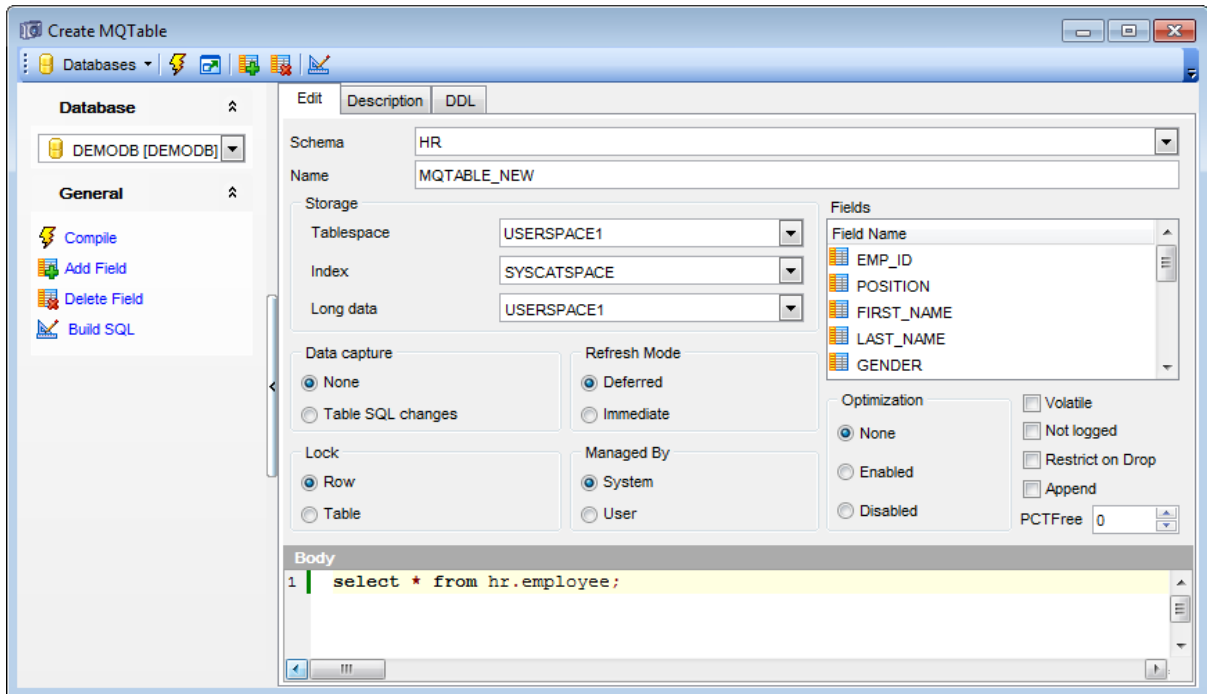 Create MQTable
Databases
Database
DEMODB [DEMODB]
General
Compile
Add Field
Delete Field
Build SQL
Edit Description DDL
Schema HR
Name MQTABLE_NEW
Storage
Tablespace USERSPACE1
Index SYSCATSPACE
Long data USERSPACE1
Fields
Field Name
EMP_ID
POSITION
FIRST_NAME
LAST_NAME
GENDER
Data capture
None
Table SQL changes
Refresh Mode
Deferred
Immediate
Lock
Row
Table
Managed By
System
User
Optimization
None
Enabled
Disabled
Volatile
Not logged
Restrict on Drop
Append
PCTFree 0
Body
1 select * from hr.employee;